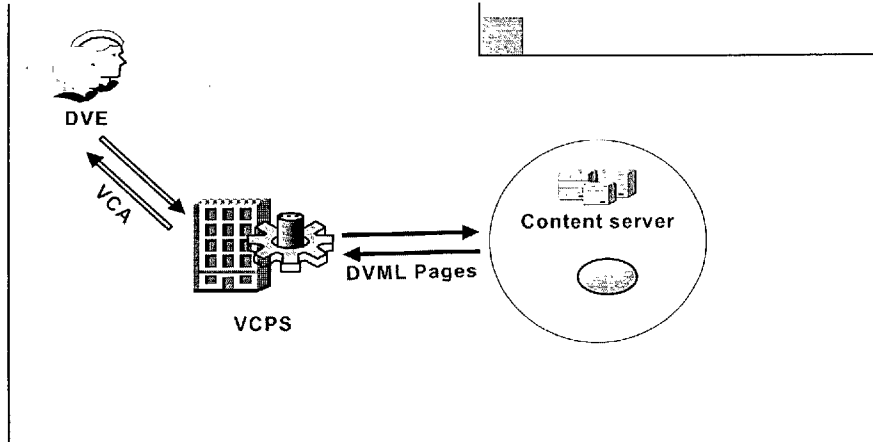 DVE
VCA
Content server
DVML Pages
VCPS